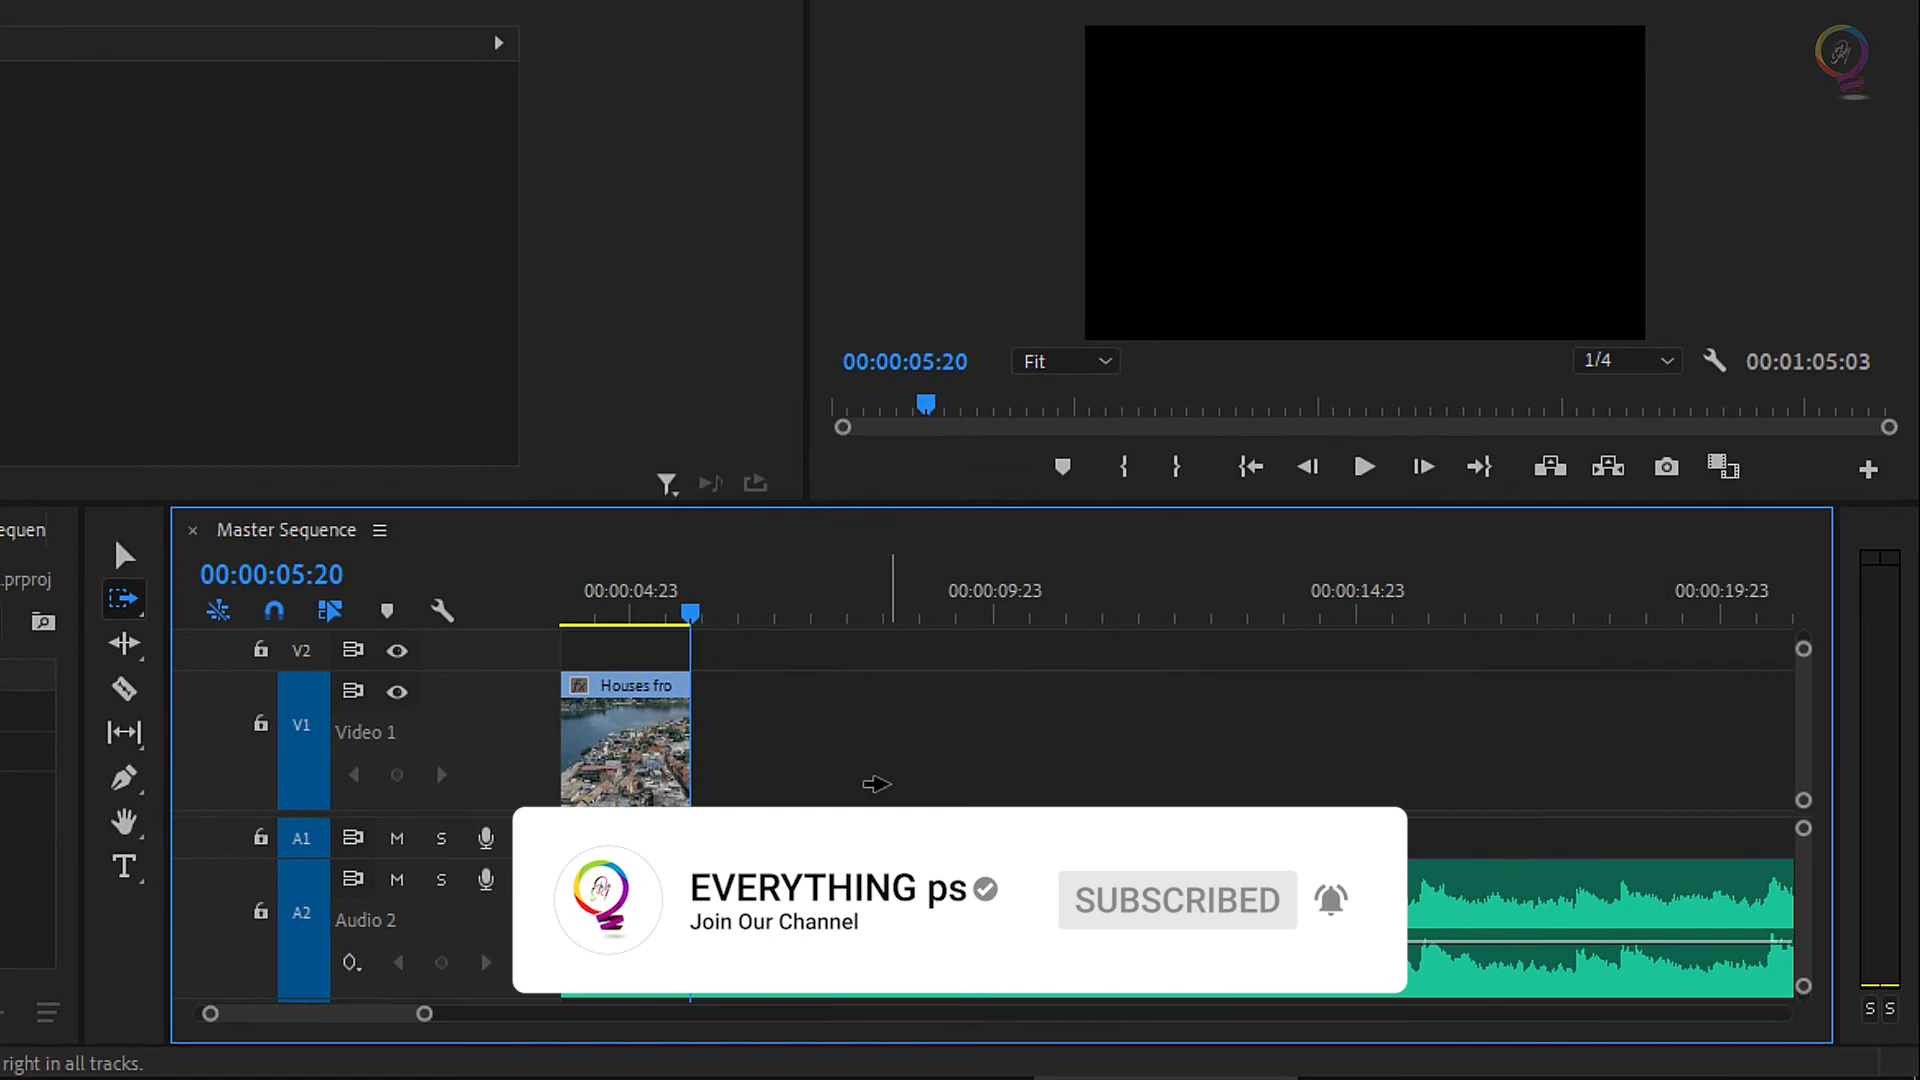 00:00:05:20
Fit
1/4
00:01:05:03
equen
Master Sequence
.prproj
00:00:05:20
00:00:04:23
00:00:09:23
00:00:14:23
00:00:19:23
V2
fx Houses fro
V1
Video 1
A1 M S
M S
A2
Audio 2
EVERYTHING ps
Join Our Channel
SUBSCRIBED
S S
right in all tracks.